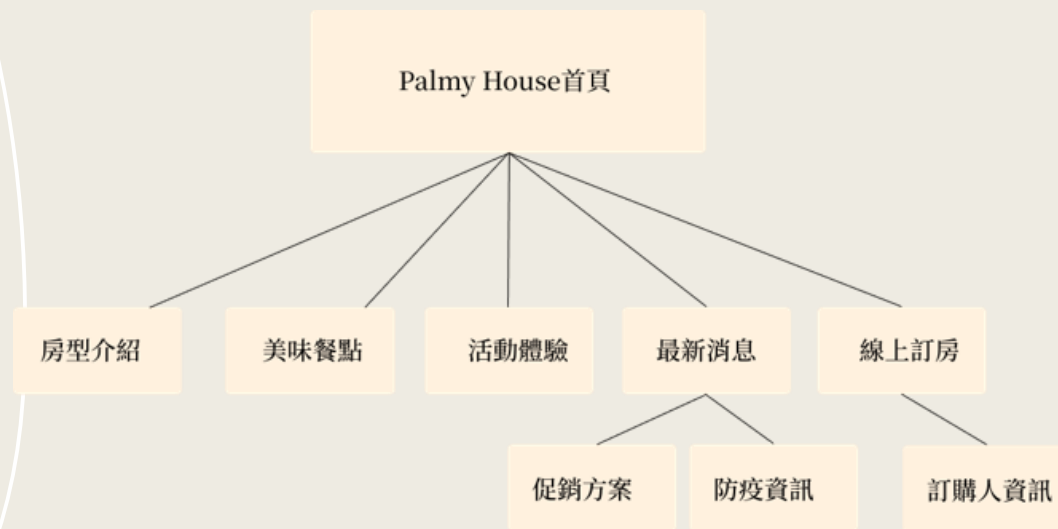 Palmy House首頁
房型介紹
美味餐點
活動體驗
最新消息
線上訂房
促銷方案
防疫資訊
訂購人資訊